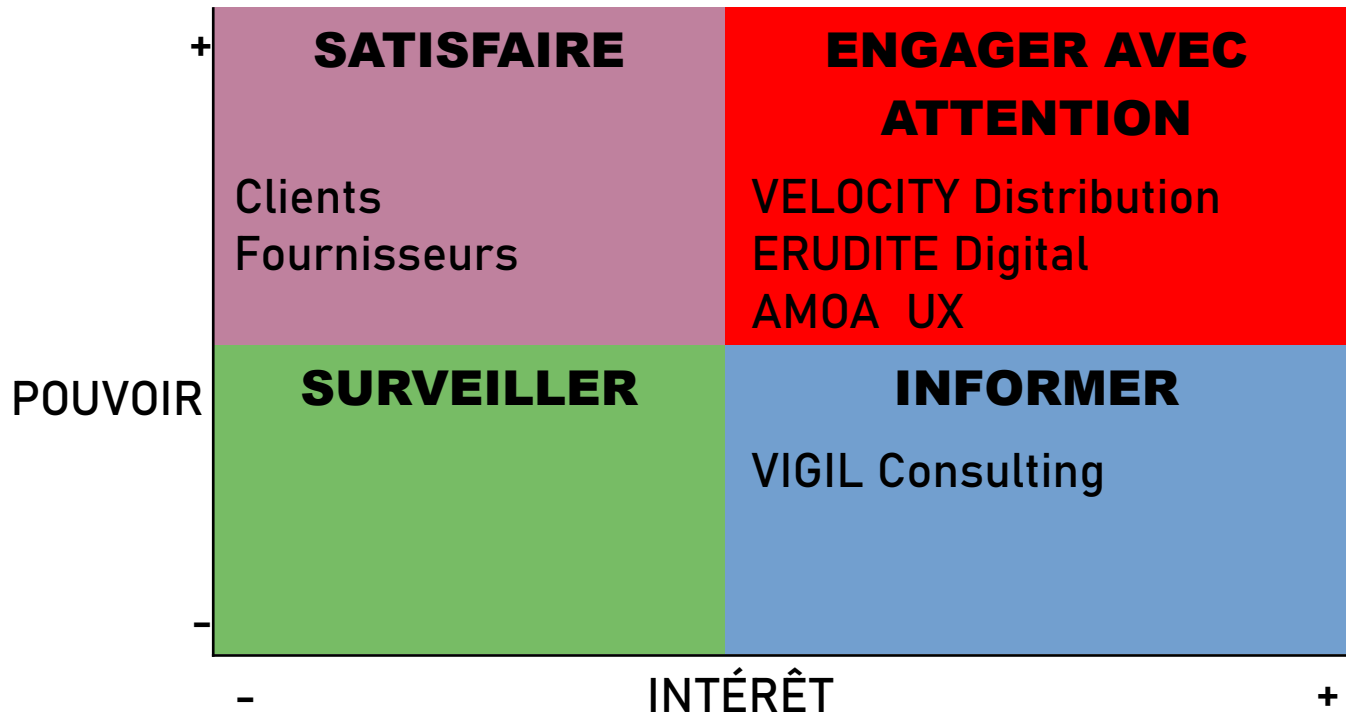 +
SATISFAIRE
Clients
Fournisseurs
ENGAGER AVEC
ATTENTION
VELOCITY Distribution
ERUDITE Digital
AMOA  UX
POUVOIR
SURVEILLER
INFORMER
VIGIL Consulting
-
-
INTÉRÊT
+